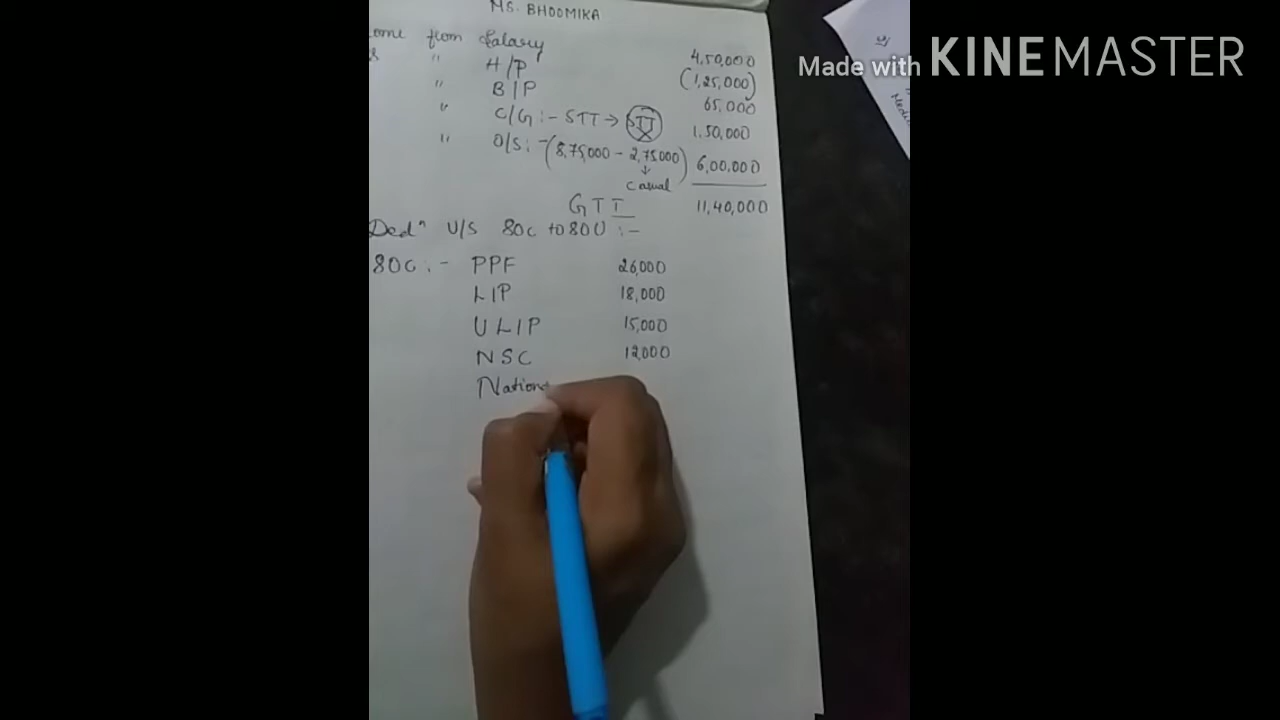 Made with KINEMASTER
MS. BHOOMIKA
ome from Salary 4,50,000
" H/P (1,25,000)
" B/P 65,000
" C/G :- STT → STT 1,50,000
" O/S :- (8,75,000 - 2,75,000) 6,00,000
↓
Casual
GTI 11,40,000
Dedⁿ U/S 80C to 80U :-
80C :- PPF 26,000
LIP 18,000
ULIP 15,000
NSC 12,000
Nation